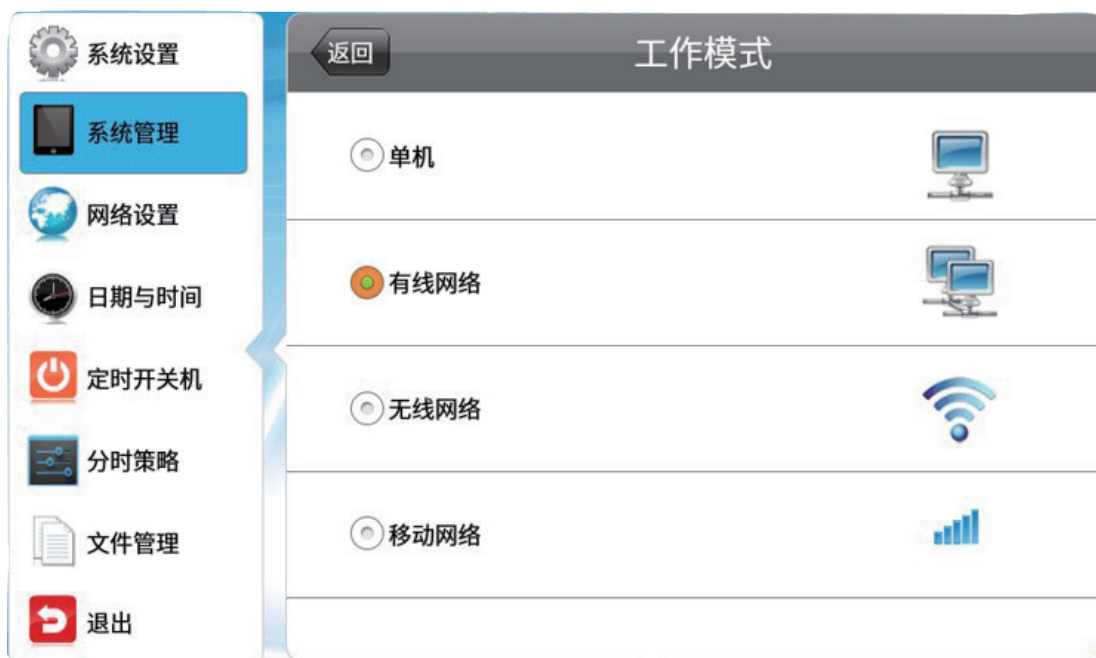 系统设置
系统管理
网络设置
日期与时间
定时开关机
分时策略
文件管理
退出
返回
工作模式
单机
有线网络
无线网络
移动网络